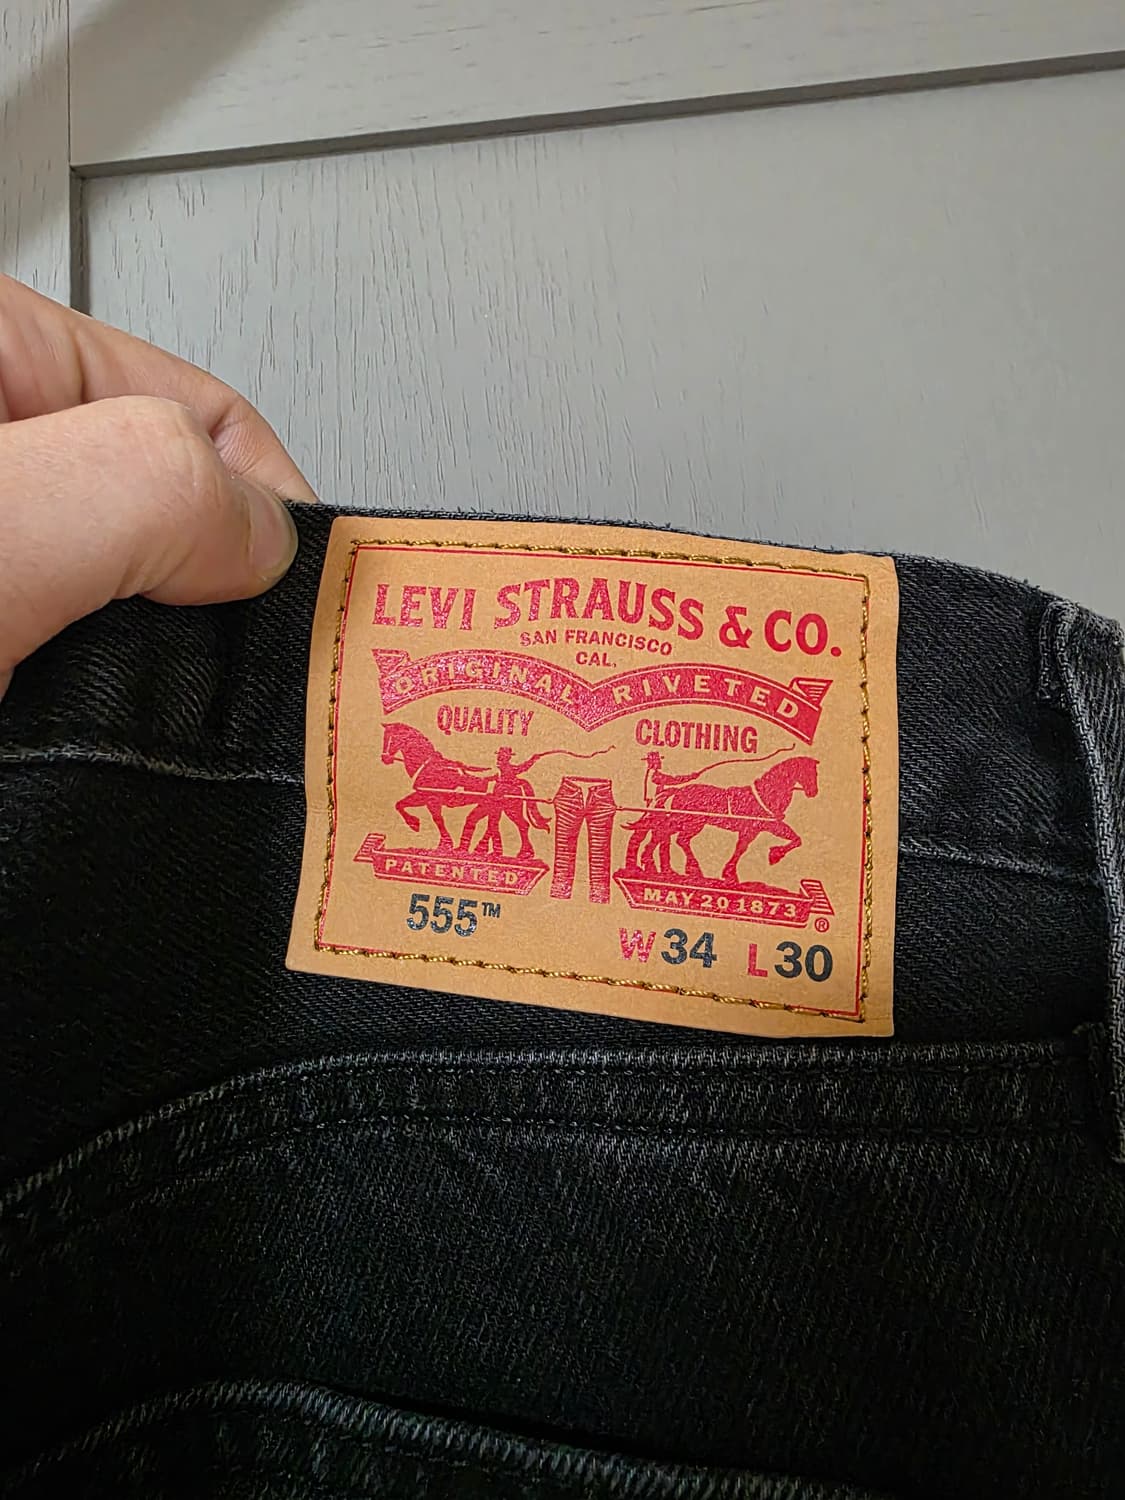 LEVI STRAUSS & CO.
SAN FRANCISCO
CAL.
ORIGINAL RIVETED
QUALITY CLOTHING
PATENTED MAY 20 1873 ®
555™
W34 L30